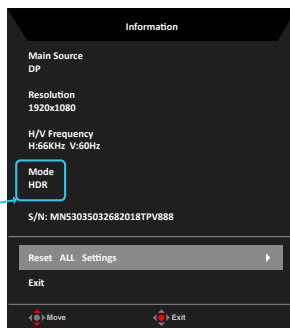 Information
Main Source
DP
Resolution
1920x1080
H/V Frequency
H:66KHz V:60Hz
Mode
HDR
S/N: MN53035032682018TPV888
Reset ALL Settings
Exit
Move Exit